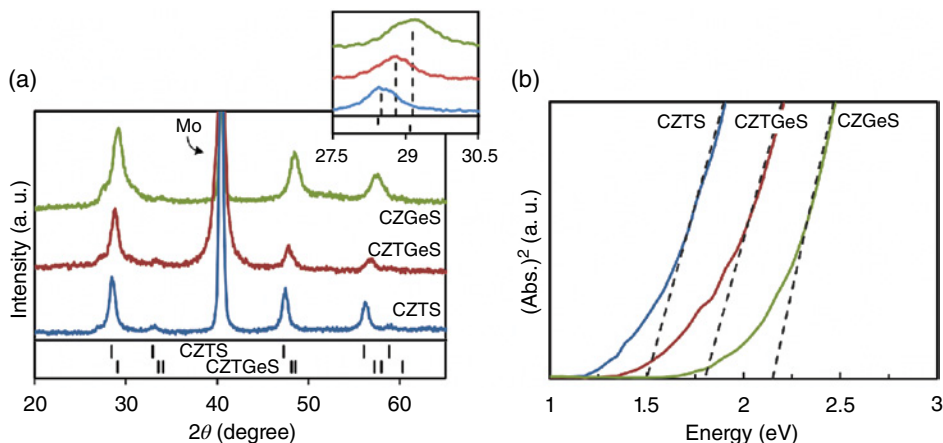 (a)
Intensity (a. u.)
Mo
27.5 29.1 30.5
CZGeS
CZTGeS
CZTS
CZTS
CZTGeS
20 30 40 50 60
2θ (degree)
(b)
(Abs.)² (a. u.)
CZTS CZTGeS CZGeS
1 1.5 2 2.5 3
Energy (eV)